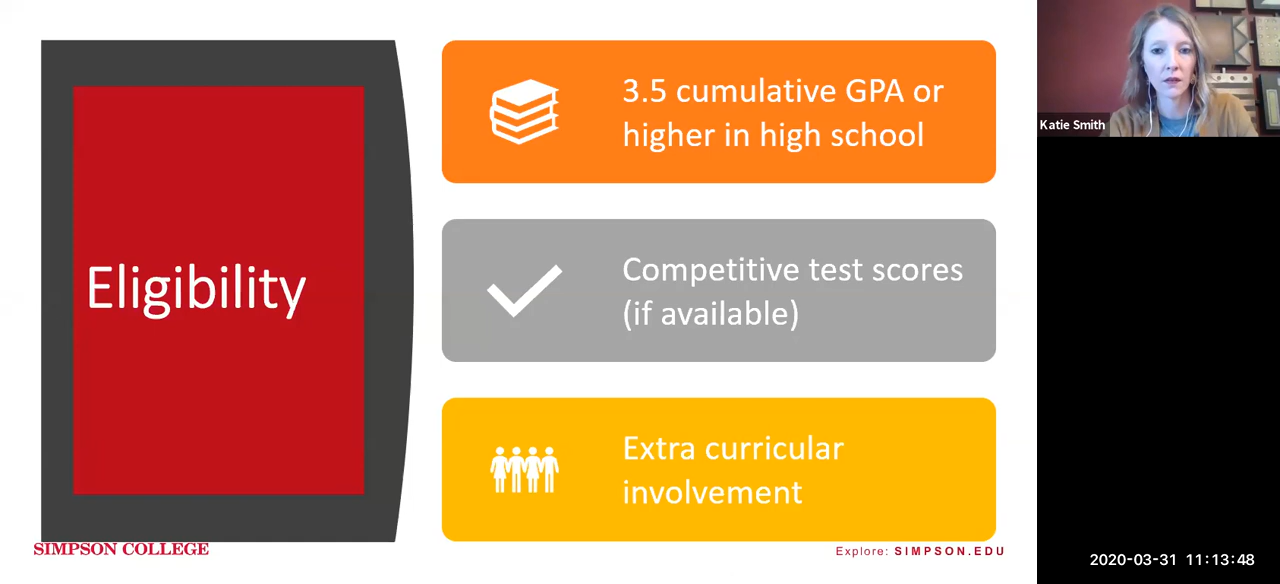 Eligibility
3.5 cumulative GPA or
higher in high school
Competitive test scores
(if available)
Extra curricular
involvement
SIMPSON COLLEGE
Explore: SIMPSON.EDU
Katie Smith
2020-03-31 11:13:48